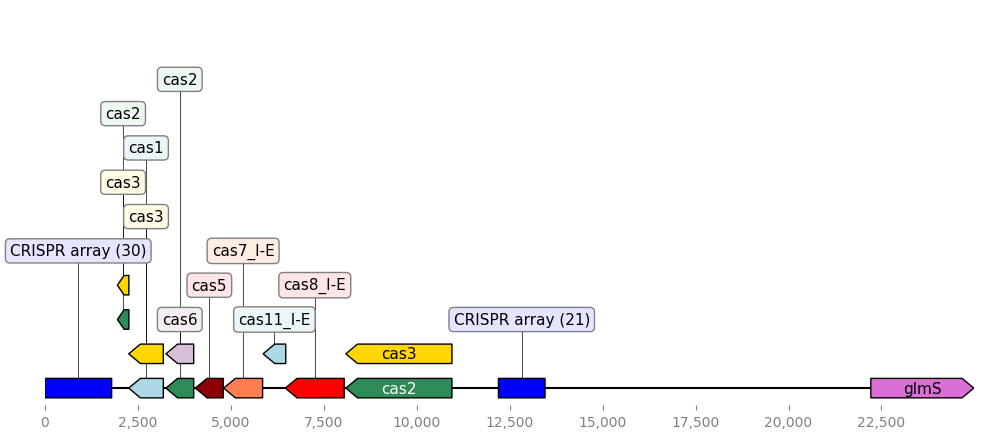 cas2
cas2
cas1
cas3
cas3
CRISPR array (30)
cas7_I-E
cas5
cas8_I-E
cas6
cas11_I-E
CRISPR array (21)
cas3
cas2
glmS
0
2,500
5,000
7,500
10,000
12,500
15,000
17,500
20,000
22,500